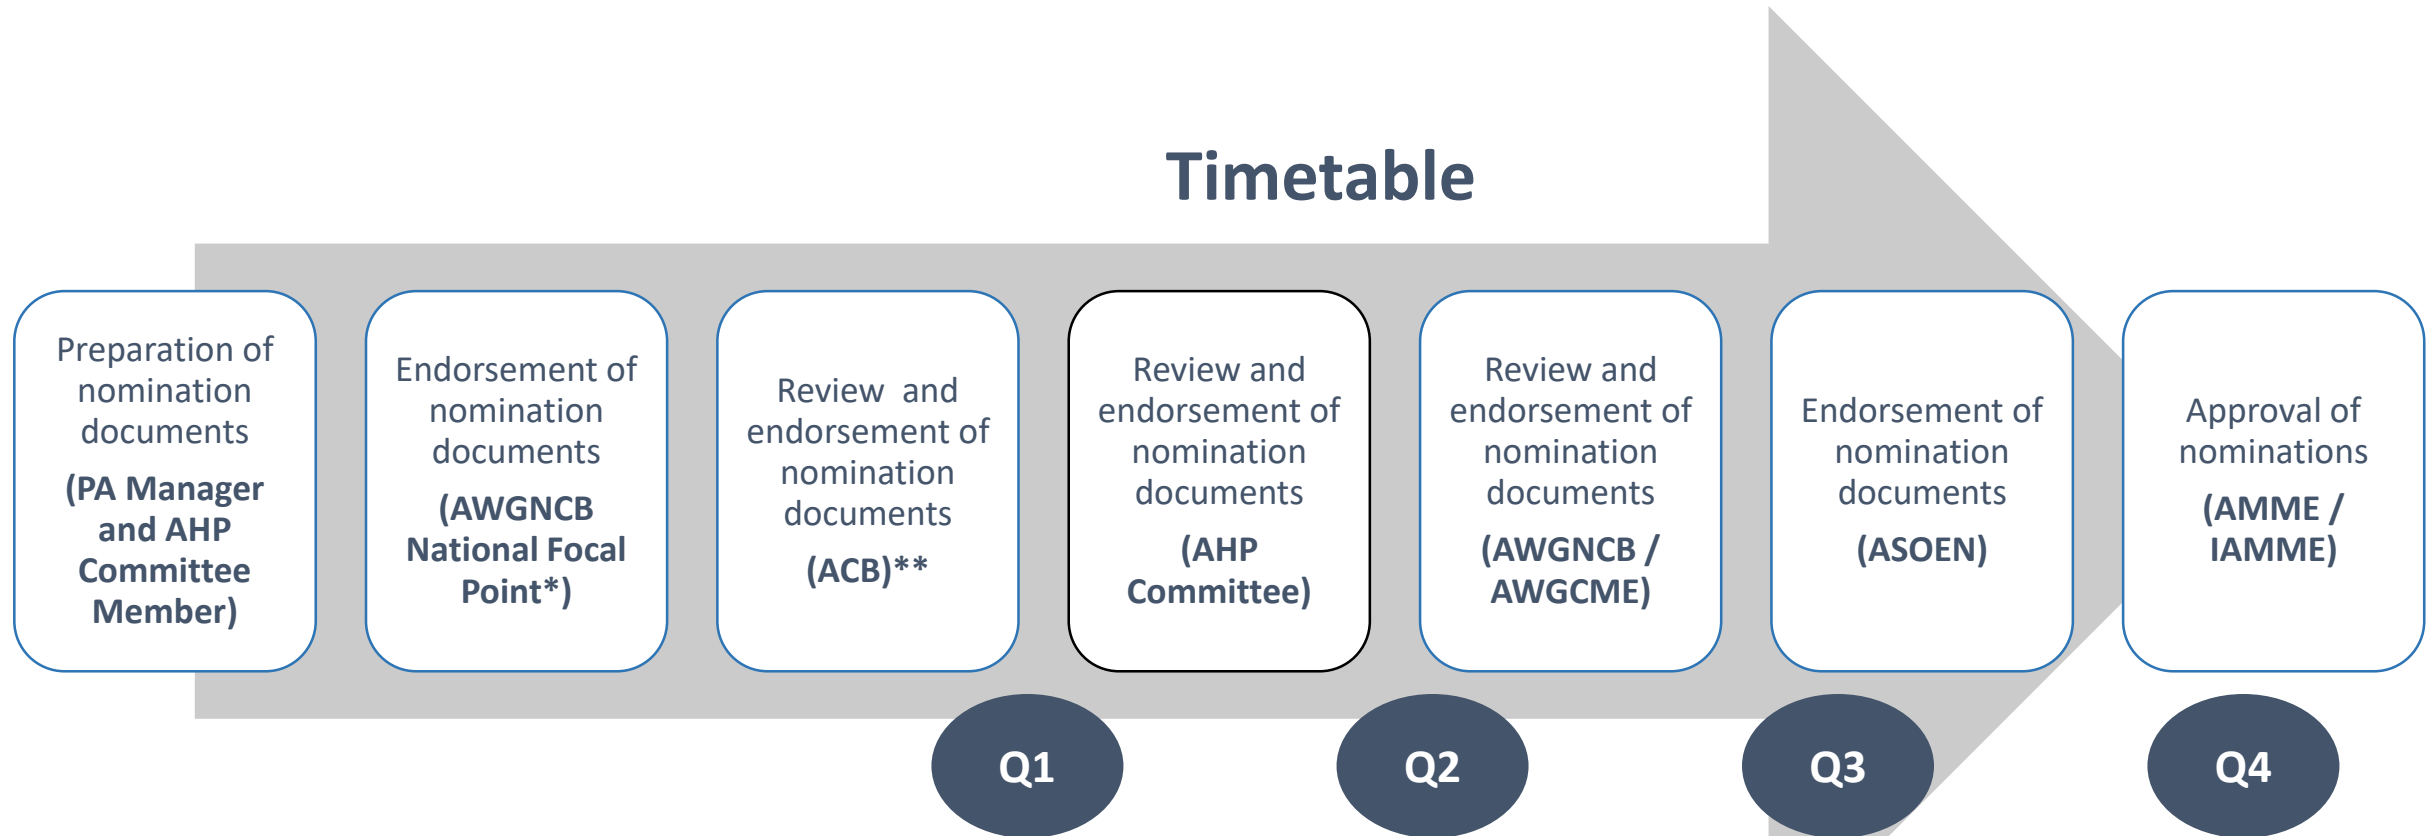 Timetable
Preparation of
nomination
documents
(PA Manager
and AHP
Committee
Member)
Endorsement of
nomination
documents
(AWGNCB
National Focal
Point*)
Review  and
endorsement of
nomination
documents
(ACB)**
Review and
endorsement of
nomination
documents
(AHP
Committee)
Review and
endorsement of
nomination
documents
(AWGNCB /
AWGCME)
Endorsement of
nomination
documents
(ASOEN)
Approval of
nominations
(AMME /
IAMME)
Q1
Q2
Q3
Q4